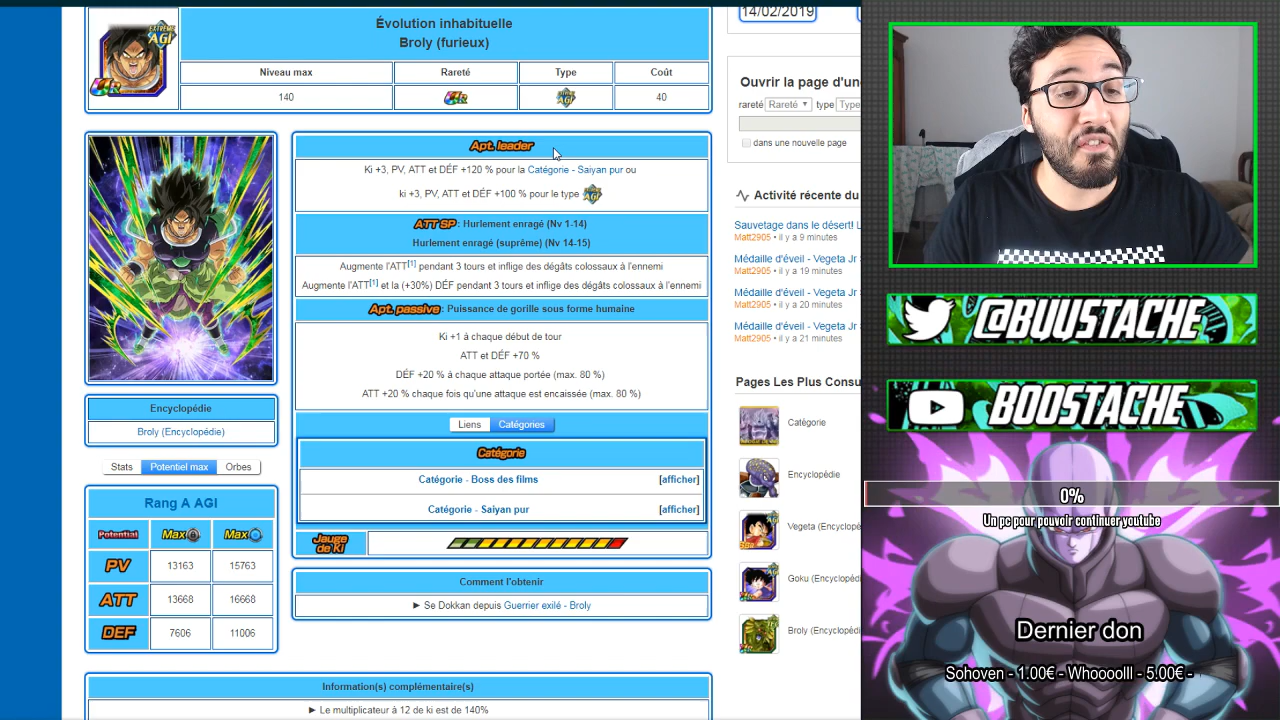 Évolution inhabituelle
Broly (furieux)
EXTRÊME
AGI
UR
Niveau max
Rareté
Type
Coût
140
UR
AGI
40
Apt. leader
Ki +3, PV, ATT et DÉF +120 % pour la Catégorie - Saiyan pur ou
ki +3, PV, ATT et DÉF +100 % pour le type
ATT SP : Hurlement enragé (Nv 1-14)
Hurlement enragé (suprême) (Nv 14-15)
Augmente l'ATT[1] pendant 3 tours et inflige des dégâts colossaux à l'ennemi
Augmente l'ATT[1] et la (+30%) DÉF pendant 3 tours et inflige des dégâts colossaux à l'ennemi
Apt. passive : Puissance de gorille sous forme humaine
Ki +1 à chaque début de tour
ATT et DÉF +70 %
DÉF +20 % à chaque attaque portée (max. 80 %)
ATT +20 % chaque fois qu'une attaque est encaissée (max. 80 %)
Liens
Catégories
Catégorie
Catégorie - Boss des films
[afficher]
Catégorie - Saiyan pur
[afficher]
Jauge de Ki
Comment l'obtenir
► Se Dokkan depuis Guerrier exilé - Broly
Encyclopédie
Broly (Encyclopédie)
Stats
Potentiel max
Orbes
Rang A AGI
Potential
Max
Max
PV
13163
15763
ATT
13668
16668
DEF
7606
11006
Information(s) complémentaire(s)
► Le multiplicateur à 12 de ki est de 140%
14/02/2019
Ouvrir la page d'un
rareté
Rareté
type
Type
dans une nouvelle page
Activité récente du
Sauvetage dans le désert! L
Matt2905 • il y a 9 minutes
Médaille d'éveil - Vegeta Jr
Matt2905 • il y a 19 minutes
Médaille d'éveil - Vegeta Jr
Matt2905 • il y a 20 minutes
Médaille d'éveil - Vegeta Jr
Matt2905 • il y a 21 minutes
Pages Les Plus Consu
Catégorie
Encyclopédie
Vegeta (Encyclopé
Goku (Encyclopédi
Broly (Encyclopédi
@BUUSTACHE
BOOSTACHE
0%
Un pc pour pouvoir continuer youtube
Dernier don
Sohoven - 1.00€ - Whoooolll - 5.00€ -